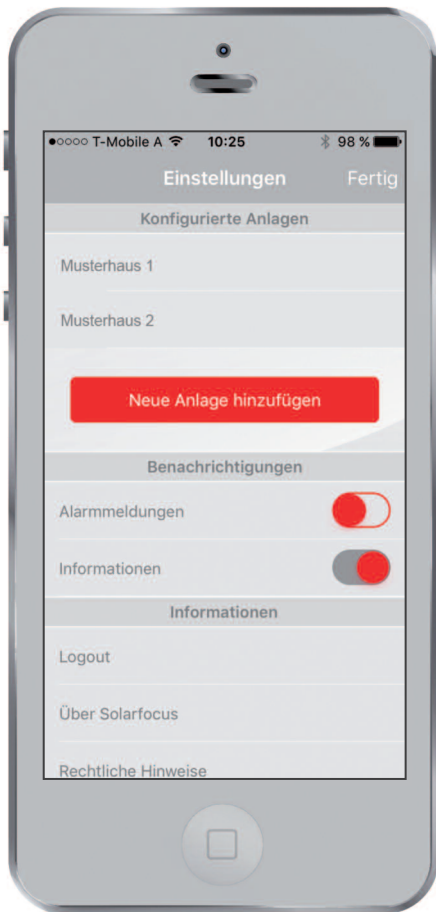 ●○○○○ T-Mobile A 10:25 98 %
Einstellungen Fertig
Konfigurierte Anlagen
Musterhaus 1
Musterhaus 2
Neue Anlage hinzufügen
Benachrichtigungen
Alarmmeldungen
Informationen
Informationen
Logout
Über Solarfocus
Rechtliche Hinweise